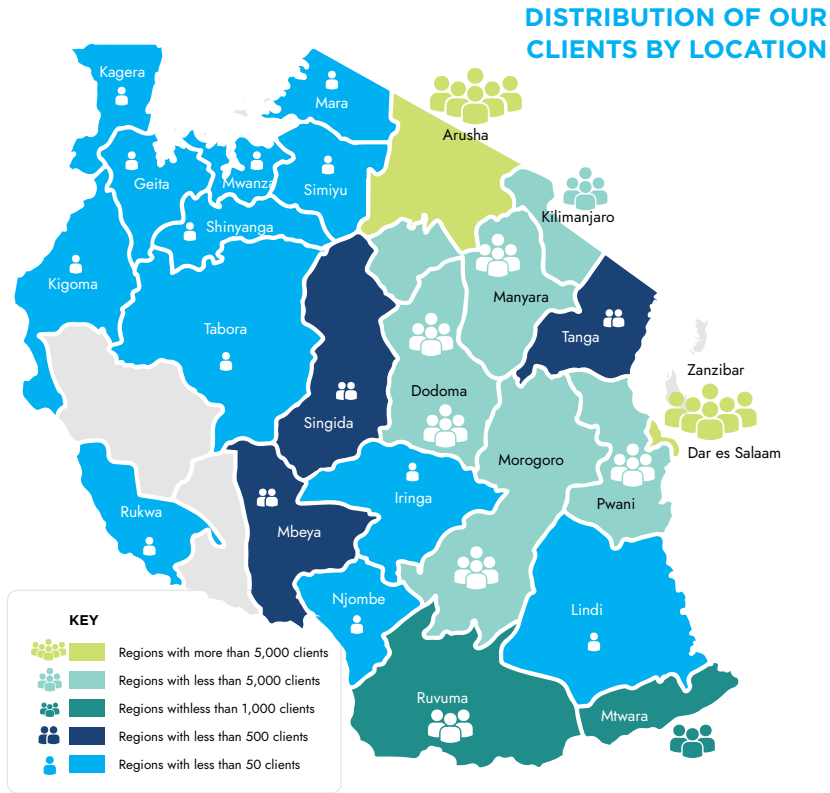 DISTRIBUTION OF OUR
CLIENTS BY LOCATION
Kagera
Mara
Arusha
Geita
Mwanza
Simiyu
Kilimanjaro
Shinyanga
Kigoma
Manyara
Tabora
Tanga
Zanzibar
Dodoma
Singida
Dar es Salaam
Morogoro
Iringa
Pwani
Rukwa
Mbeya
Njombe
Lindi
Ruvuma
Mtwara
KEY
Regions with more than 5,000 clients
Regions with less than 5,000 clients
Regions withless than 1,000 clients
Regions with less than 500 clients
Regions with less than 50 clients